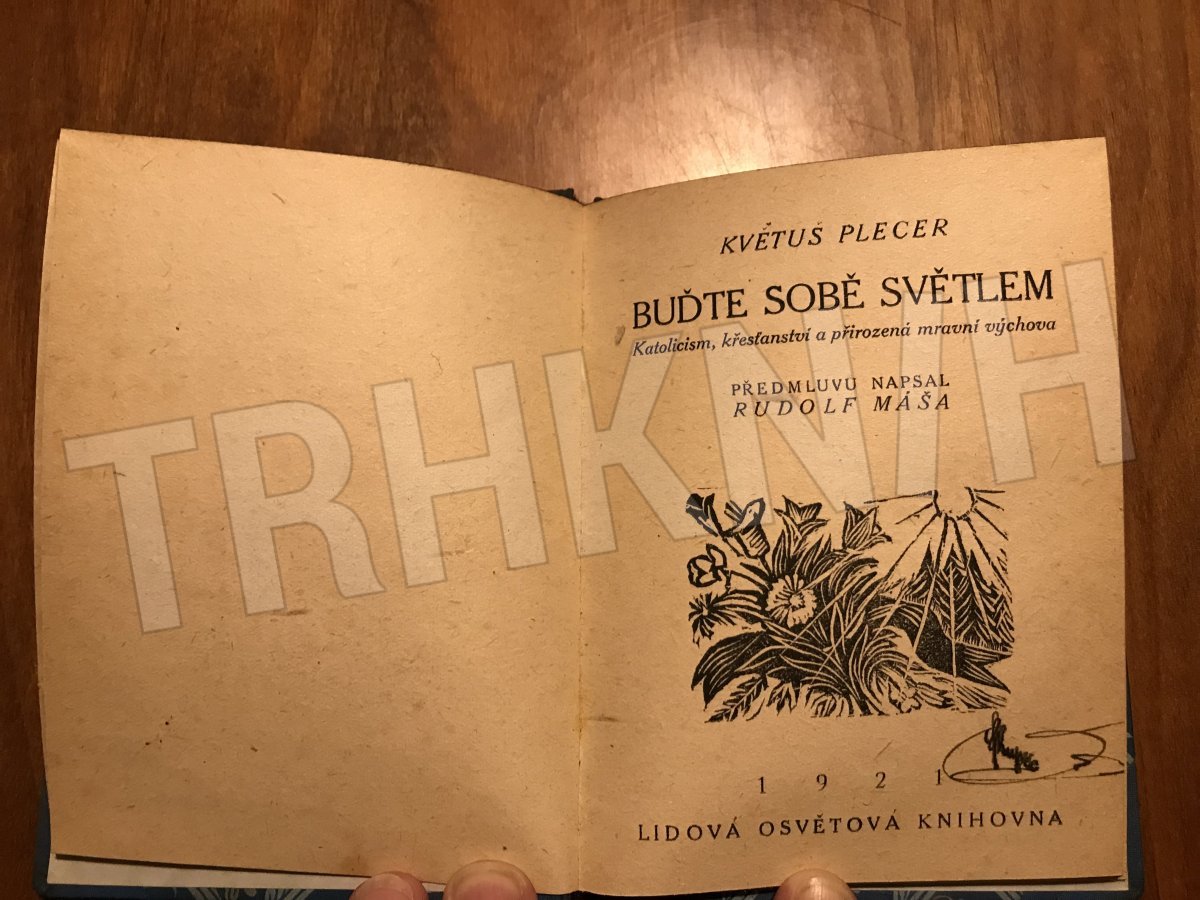 KVĚTUŠ PLECER
BUĎTE SOBĚ SVĚTLEM
Katolicism, křesťanství a přirozená mravní výchova
PŘEDMLUVU NAPSAL
RUDOLF MÁŠA
TRHKNIH
1921
LIDOVÁ OSVĚTOVÁ KNIHOVNA